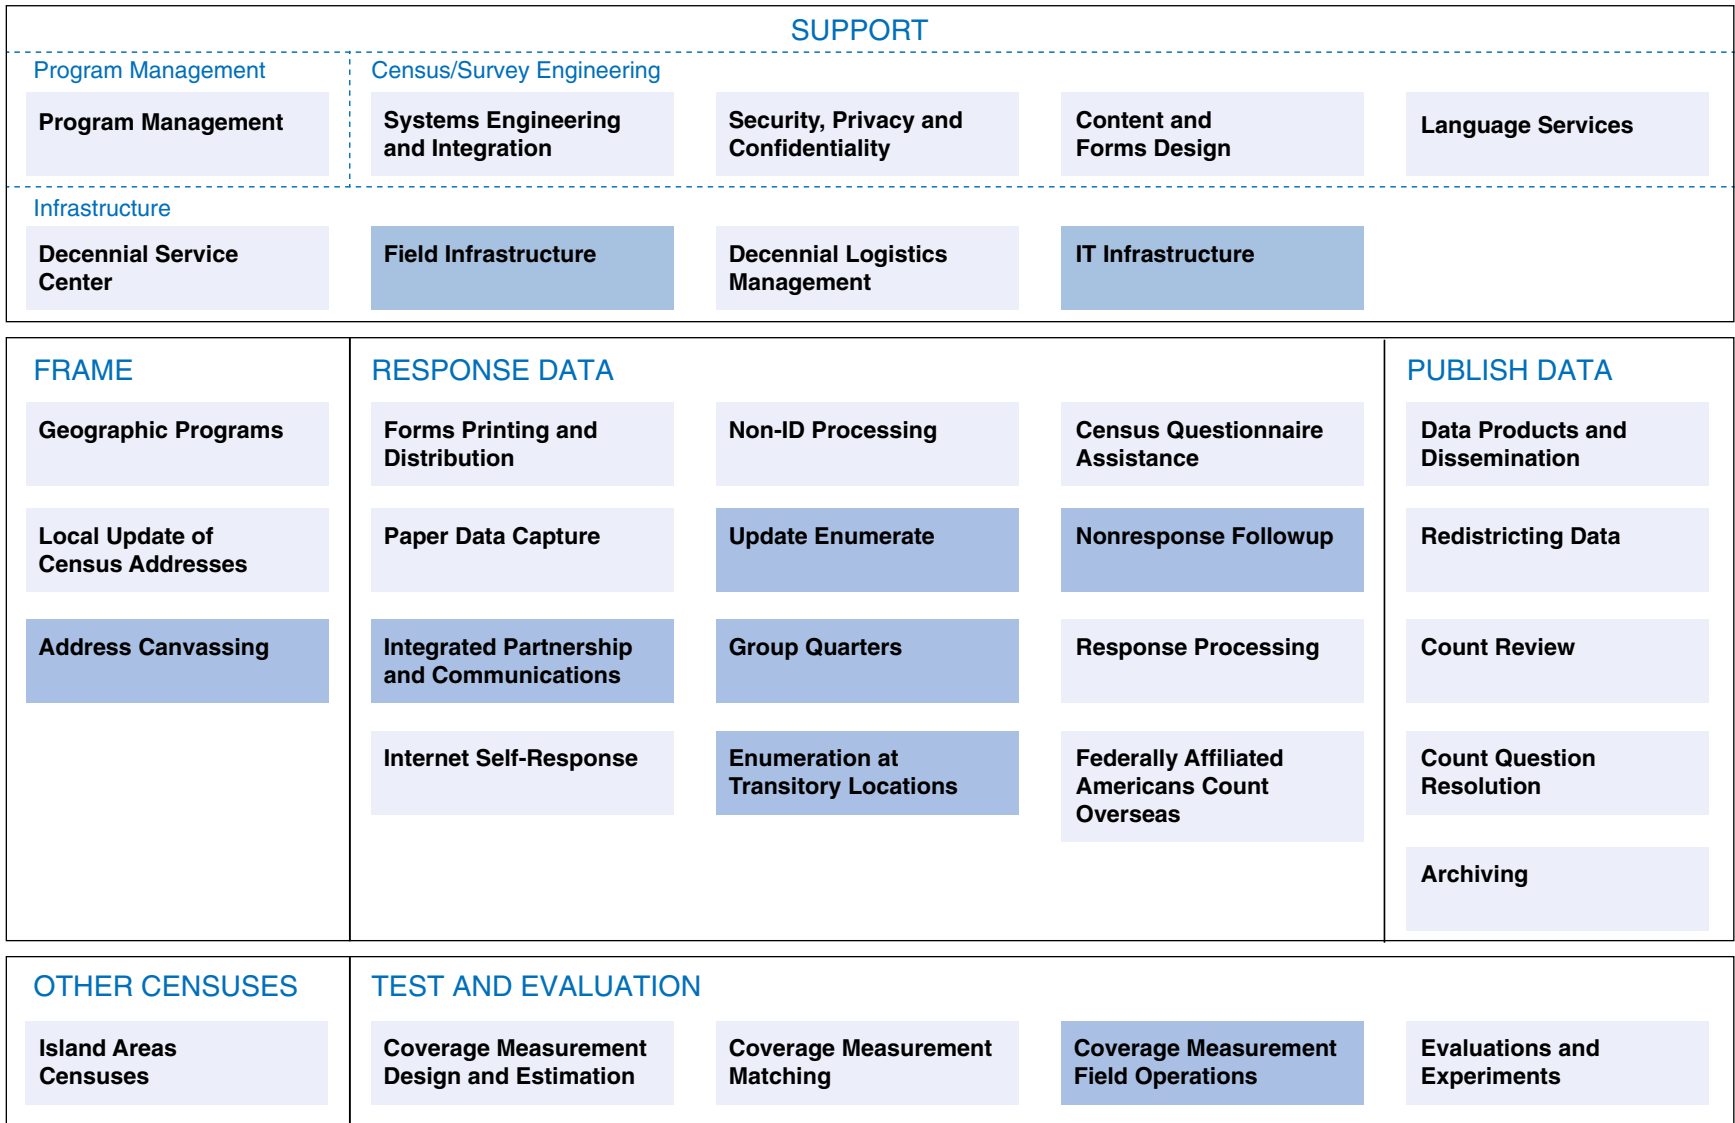 SUPPORT
Program Management
Census/Survey Engineering
Program Management
Systems Engineering
and Integration
Security, Privacy and
Confidentiality
Content and
Forms Design
Language Services
Infrastructure
Decennial Service
Center
Field Infrastructure
Decennial Logistics
Management
IT Infrastructure
FRAME
Geographic Programs
Local Update of
Census Addresses
Address Canvassing
RESPONSE DATA
Forms Printing and
Distribution
Non-ID Processing
Census Questionnaire
Assistance
Paper Data Capture
Update Enumerate
Nonresponse Followup
Integrated Partnership
and Communications
Group Quarters
Response Processing
Internet Self-Response
Enumeration at
Transitory Locations
Federally Affiliated
Americans Count
Overseas
PUBLISH DATA
Data Products and
Dissemination
Redistricting Data
Count Review
Count Question
Resolution
Archiving
OTHER CENSUSES
Island Areas
Censuses
TEST AND EVALUATION
Coverage Measurement
Design and Estimation
Coverage Measurement
Matching
Coverage Measurement
Field Operations
Evaluations and
Experiments